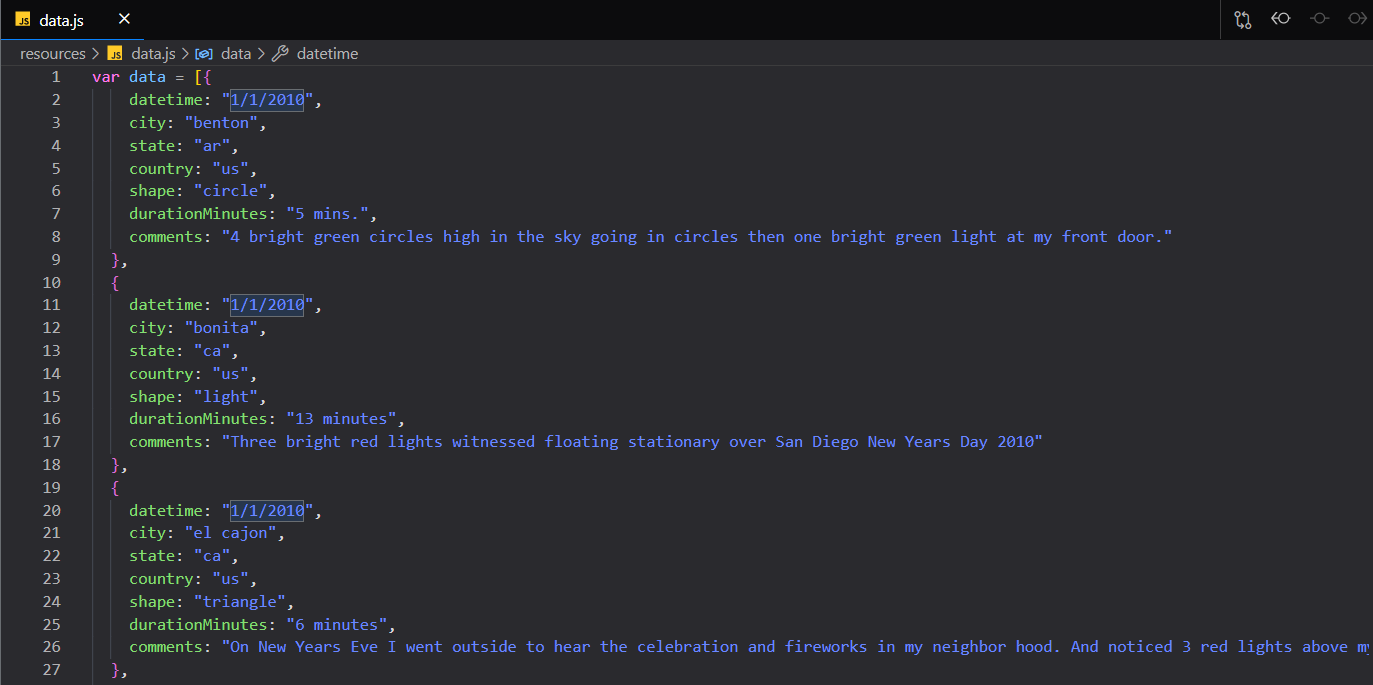 JS data.js ×
resources > JS data.js > data > datetime
1 var data = [{
2 datetime: "1/1/2010",
3 city: "benton",
4 state: "ar",
5 country: "us",
6 shape: "circle",
7 durationMinutes: "5 mins.",
8 comments: "4 bright green circles high in the sky going in circles then one bright green light at my front door."
9 },
10 {
11 datetime: "1/1/2010",
12 city: "bonita",
13 state: "ca",
14 country: "us",
15 shape: "light",
16 durationMinutes: "13 minutes",
17 comments: "Three bright red lights witnessed floating stationary over San Diego New Years Day 2010"
18 },
19 {
20 datetime: "1/1/2010",
21 city: "el cajon",
22 state: "ca",
23 country: "us",
24 shape: "triangle",
25 durationMinutes: "6 minutes",
26 comments: "On New Years Eve I went outside to hear the celebration and fireworks in my neighbor hood. And noticed 3 red lights above my
27 },